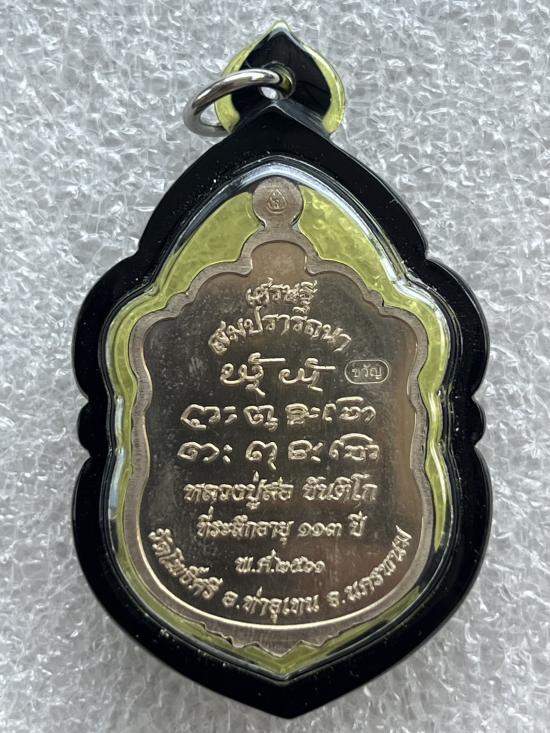 เศรษฐี
สมปรารถนา
ขวัญ
หลวงปู่สอ ขันติโก
ที่ระลึกอายุ ๑๑๓ ปี
พ.ศ.๒๕๖๑
วัดโพธิ์ศรี อ.ท่าอุเทน จ.นครพนม